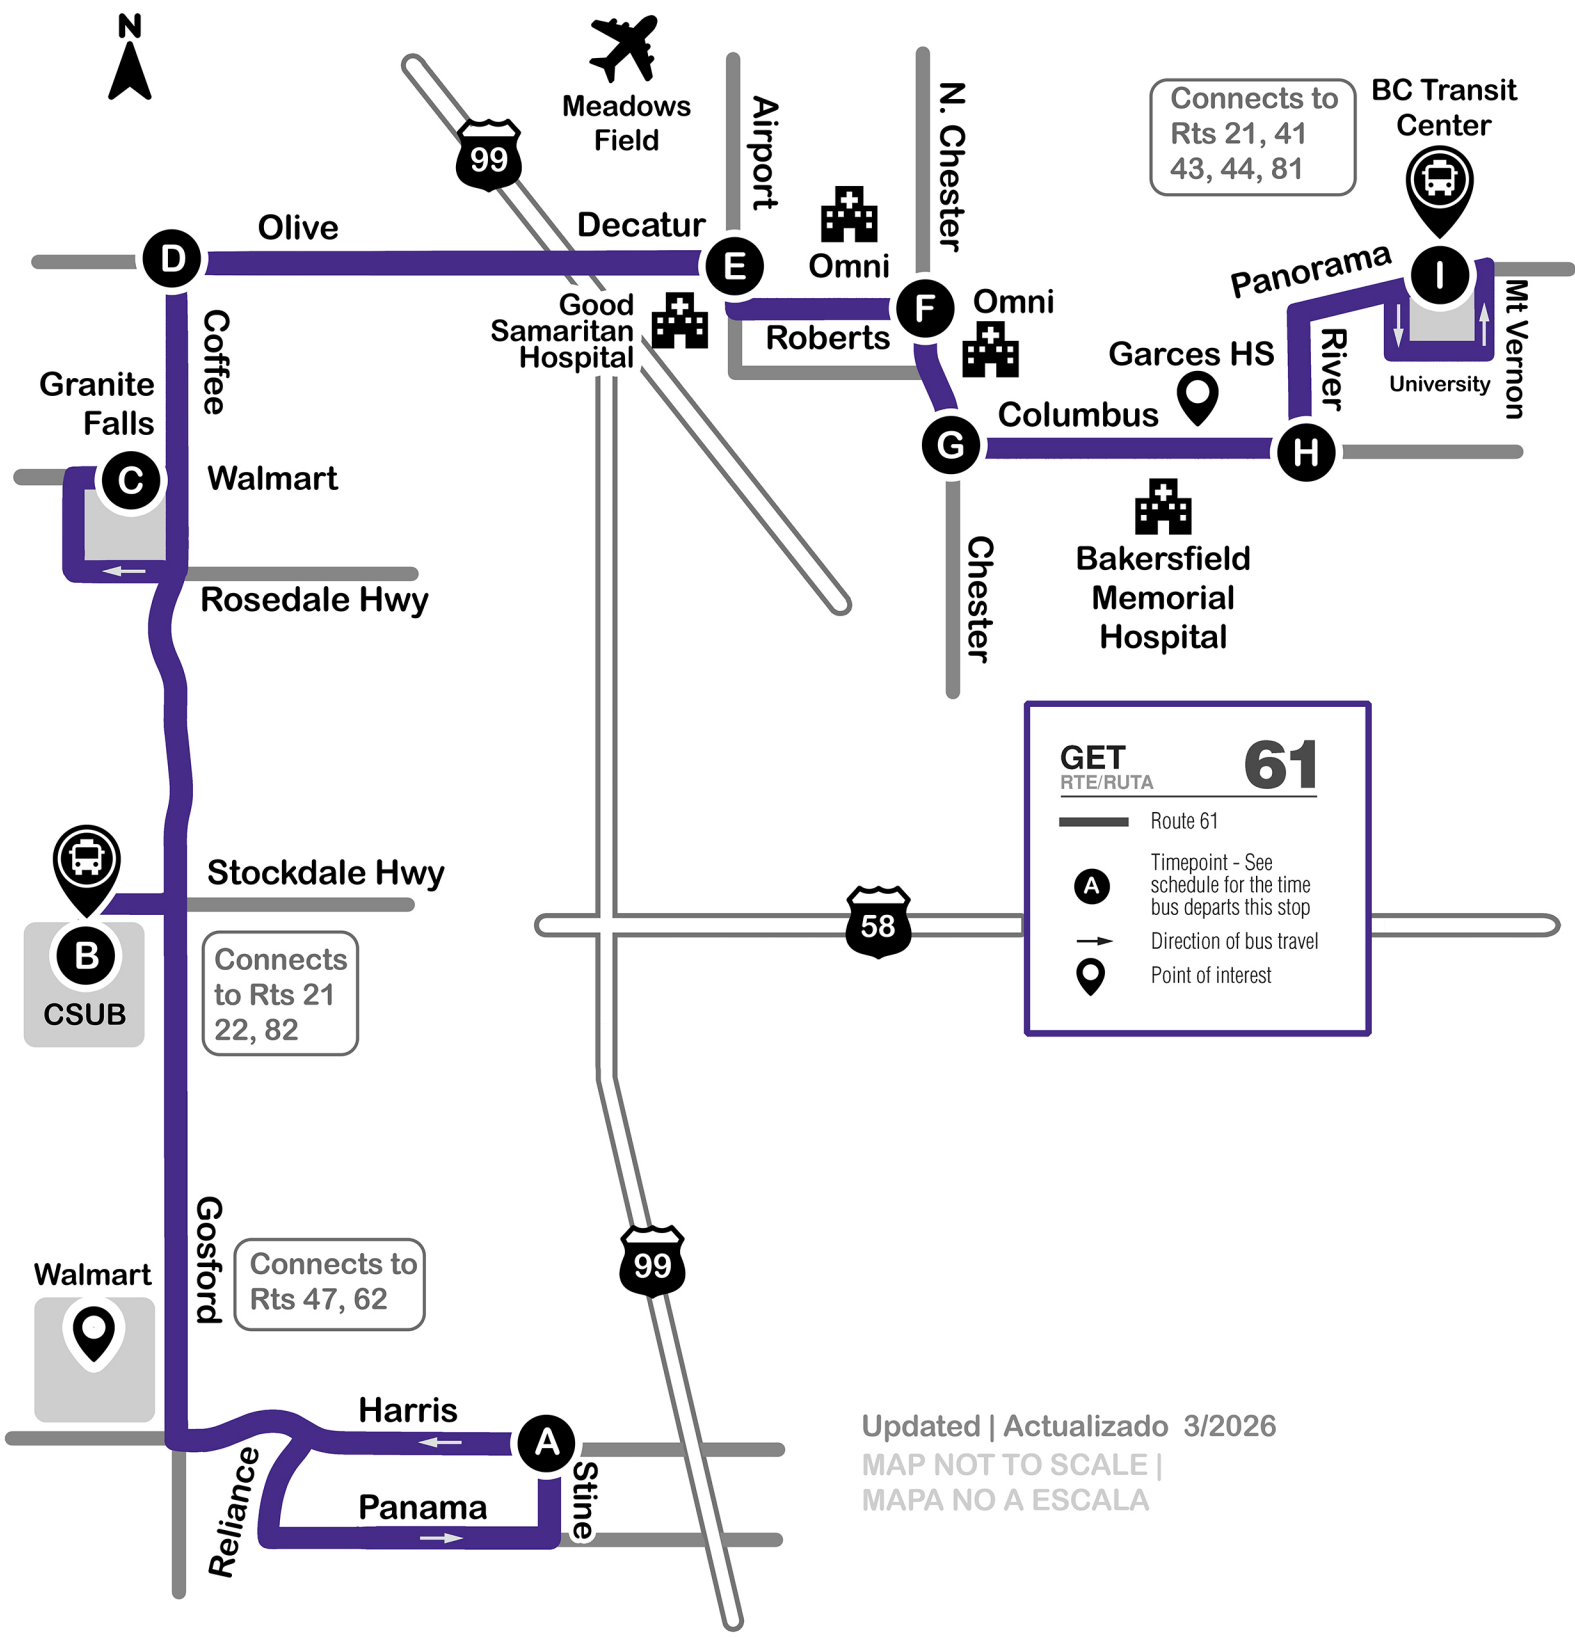 N
99
Meadows
Field
Airport
N. Chester
Connects to
Rts 21, 41
43, 44, 81
BC Transit
Center
Olive
Decatur
D
E
Omni
Panorama
I
Good
Samaritan
Hospital
F
Omni
Roberts
Coffee
Granite
Falls
Garces HS
River
Mt Vernon
University
Columbus
G
H
C
Walmart
Rosedale Hwy
Chester
Bakersfield
Memorial
Hospital
GET
RTE/RUTA
61
Route 61
A
Timepoint - See
schedule for the time
bus departs this stop
Direction of bus travel
Point of interest
Stockdale Hwy
58
B
CSUB
Connects
to Rts 21
22, 82
Gosford
Walmart
Connects to
Rts 47, 62
99
Harris
A
Stine
Reliance
Panama
Updated | Actualizado 3/2026
MAP NOT TO SCALE |
MAPA NO A ESCALA